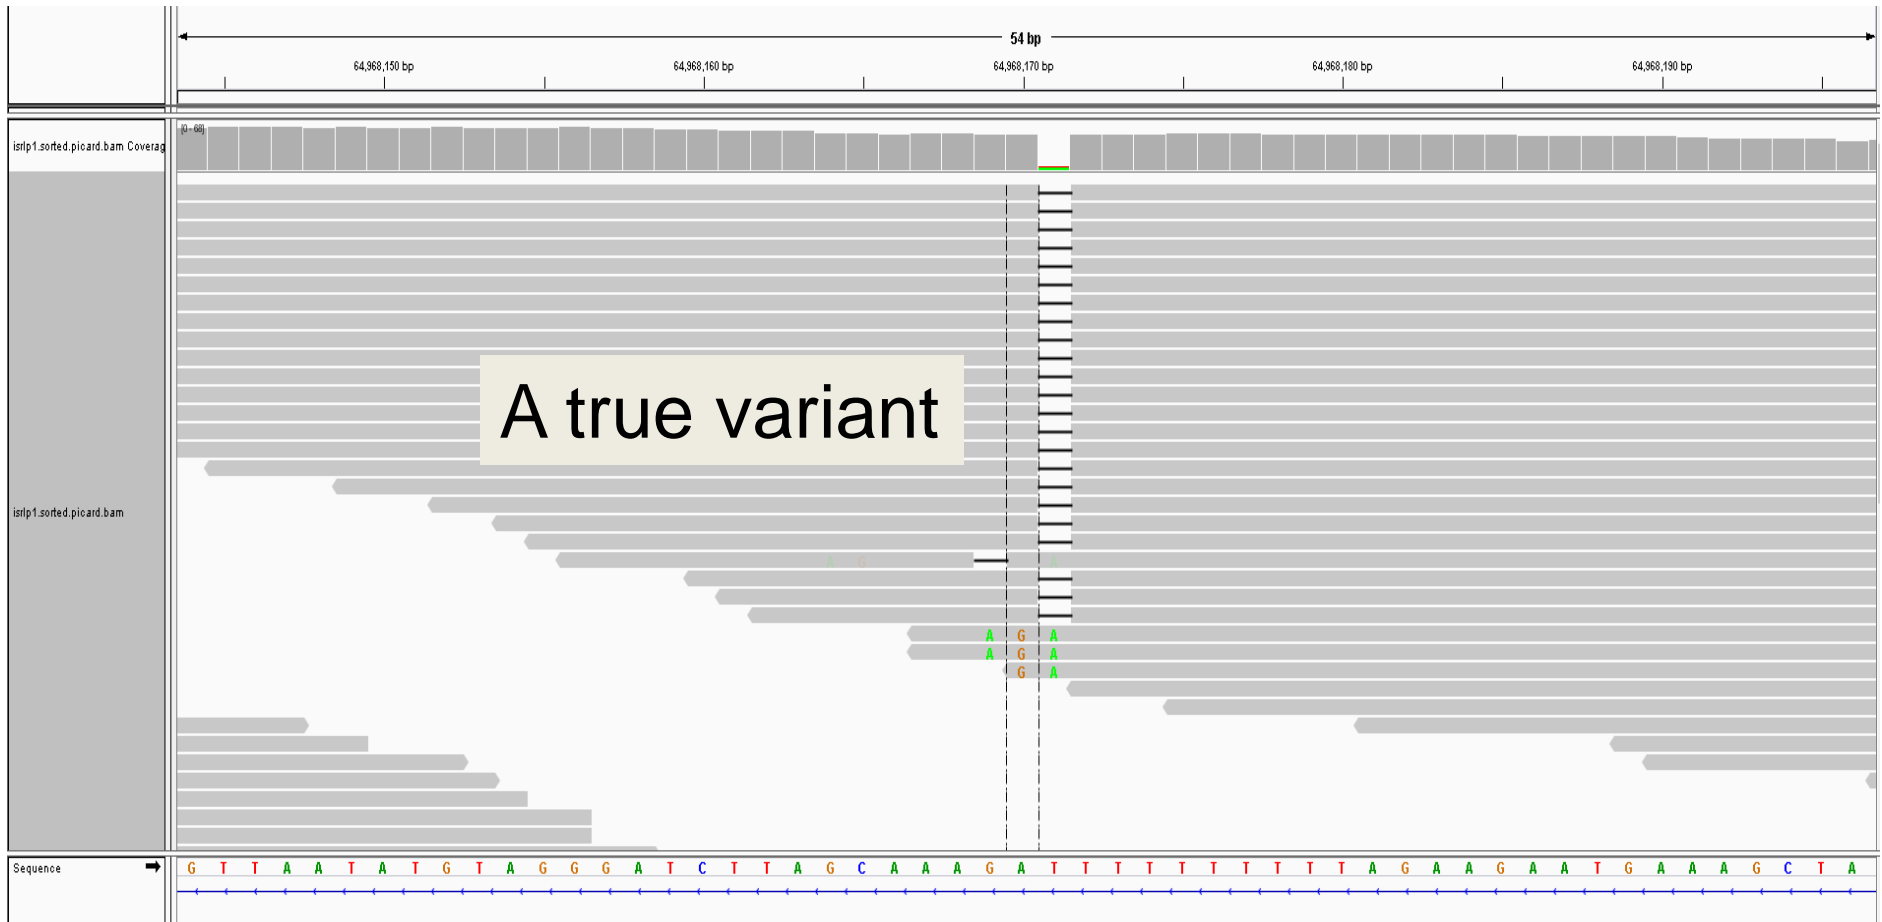 54 bp
64,968,150 bp 64,968,160 bp 64,968,170 bp 64,968,180 bp 64,968,190 bp
[0 - 68]
isrlp1.sorted.picard.bam Coverag
A true variant
isrlp1.sorted.picard.bam
A G A
A G A
A G A
G A
Sequence G T T A A T A T G T A G G G A T C T T A G C A A A G A T T T T T T T T T T A G A A G A A T G A A A G C T A